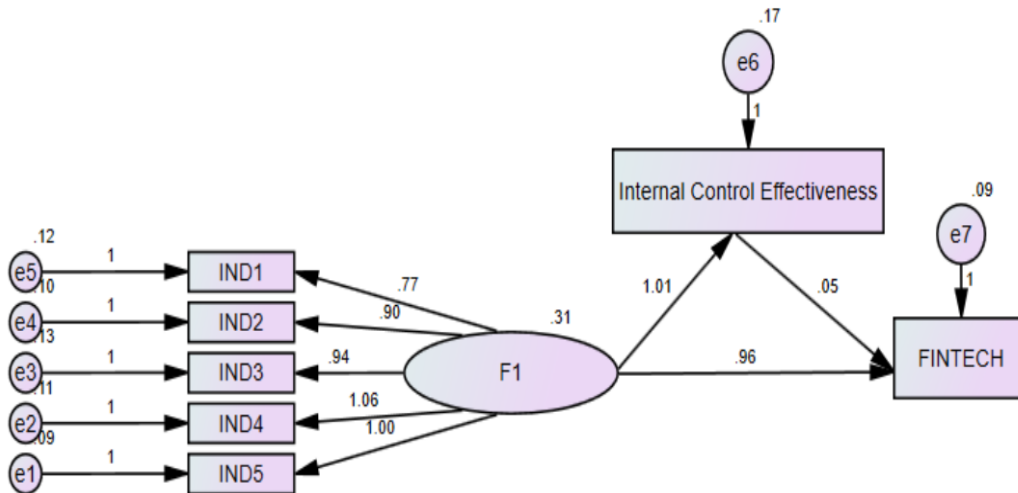 .17
e6
1
Internal Control Effectiveness
.09
e7
1
1.01
.05
.12
e5
1
IND1
.77
.10
e4
1
IND2
.90
.31
.13
e3
1
IND3
.94
F1
.96
FINTECH
.11
e2
1
IND4
1.06
.09
e1
1
IND5
1.00